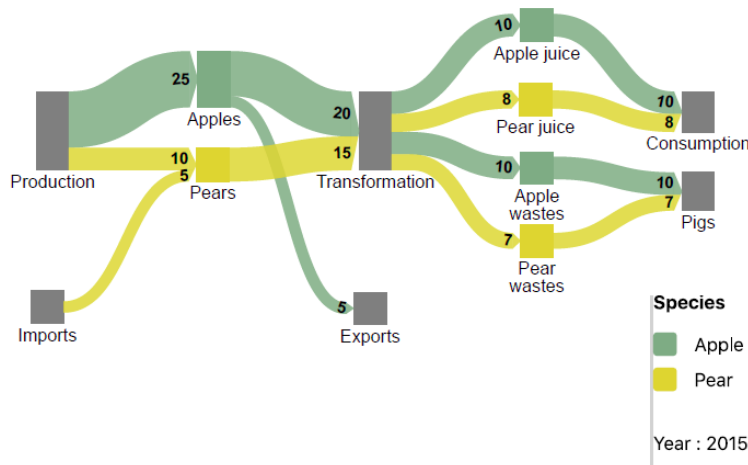 10
Apple juice
25
Apples
20
8
Pear juice
10
8
Consumption
Production
10
5
Pears
15
Transformation
10
Apple
wastes
10
7
Pigs
7
Pear
wastes
Imports
5
Exports
Species
Apple
Pear
Year : 2015